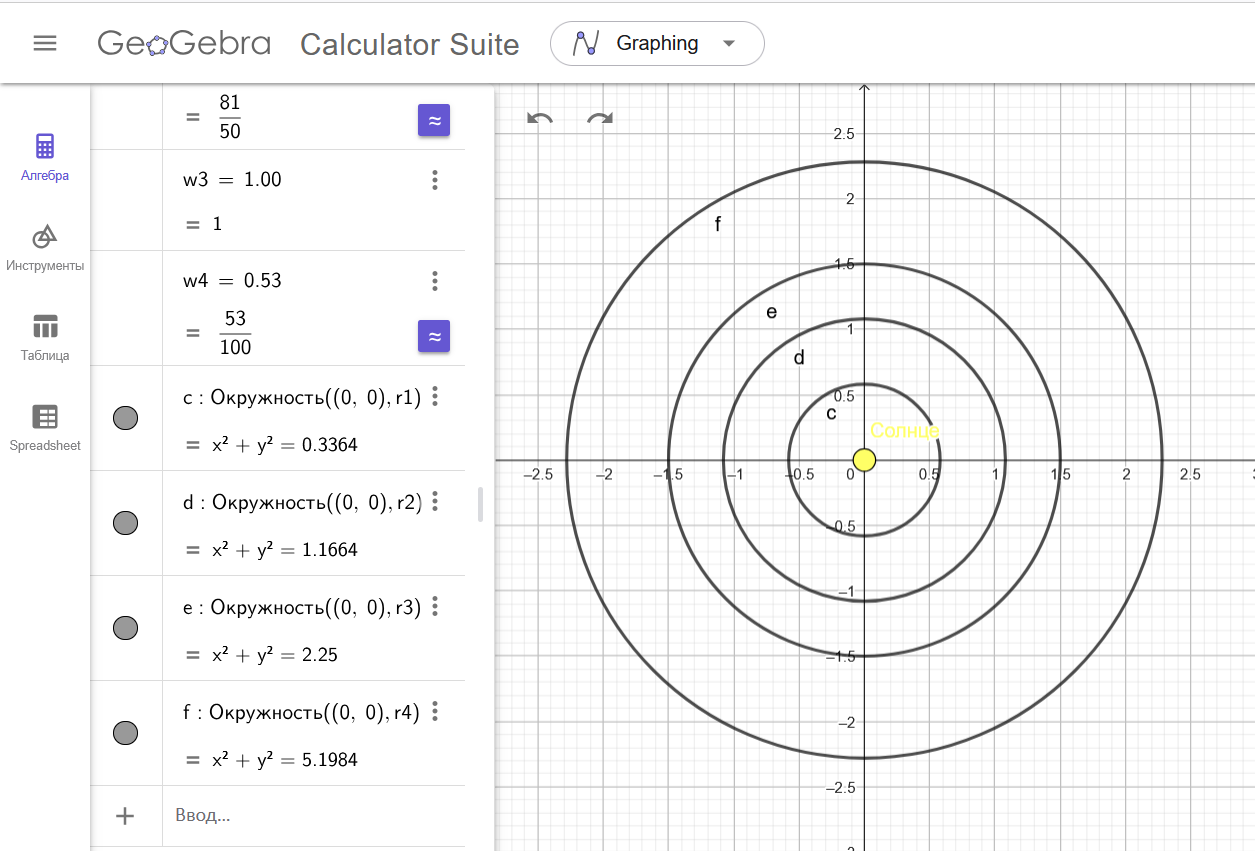 GeoGebra Calculator Suite Graphing
Алгебра
Инструменты
Таблица
Spreadsheet
= 81/50
≈
w3 = 1.00
= 1
w4 = 0.53
= 53/100
≈
c : Окружность((0, 0), r1)
= x² + y² = 0.3364
d : Окружность((0, 0), r2)
= x² + y² = 1.1664
e : Окружность((0, 0), r3)
= x² + y² = 2.25
f : Окружность((0, 0), r4)
= x² + y² = 5.1984
+ Ввод...
2.5
2
f
1.5
e
1
d
0.5
c
Солнце
−2.5 −2 −1.5 −1 −0.5 0 0.5 1 1.5 2 2.5
−0.5
−1
−1.5
−2
−2.5